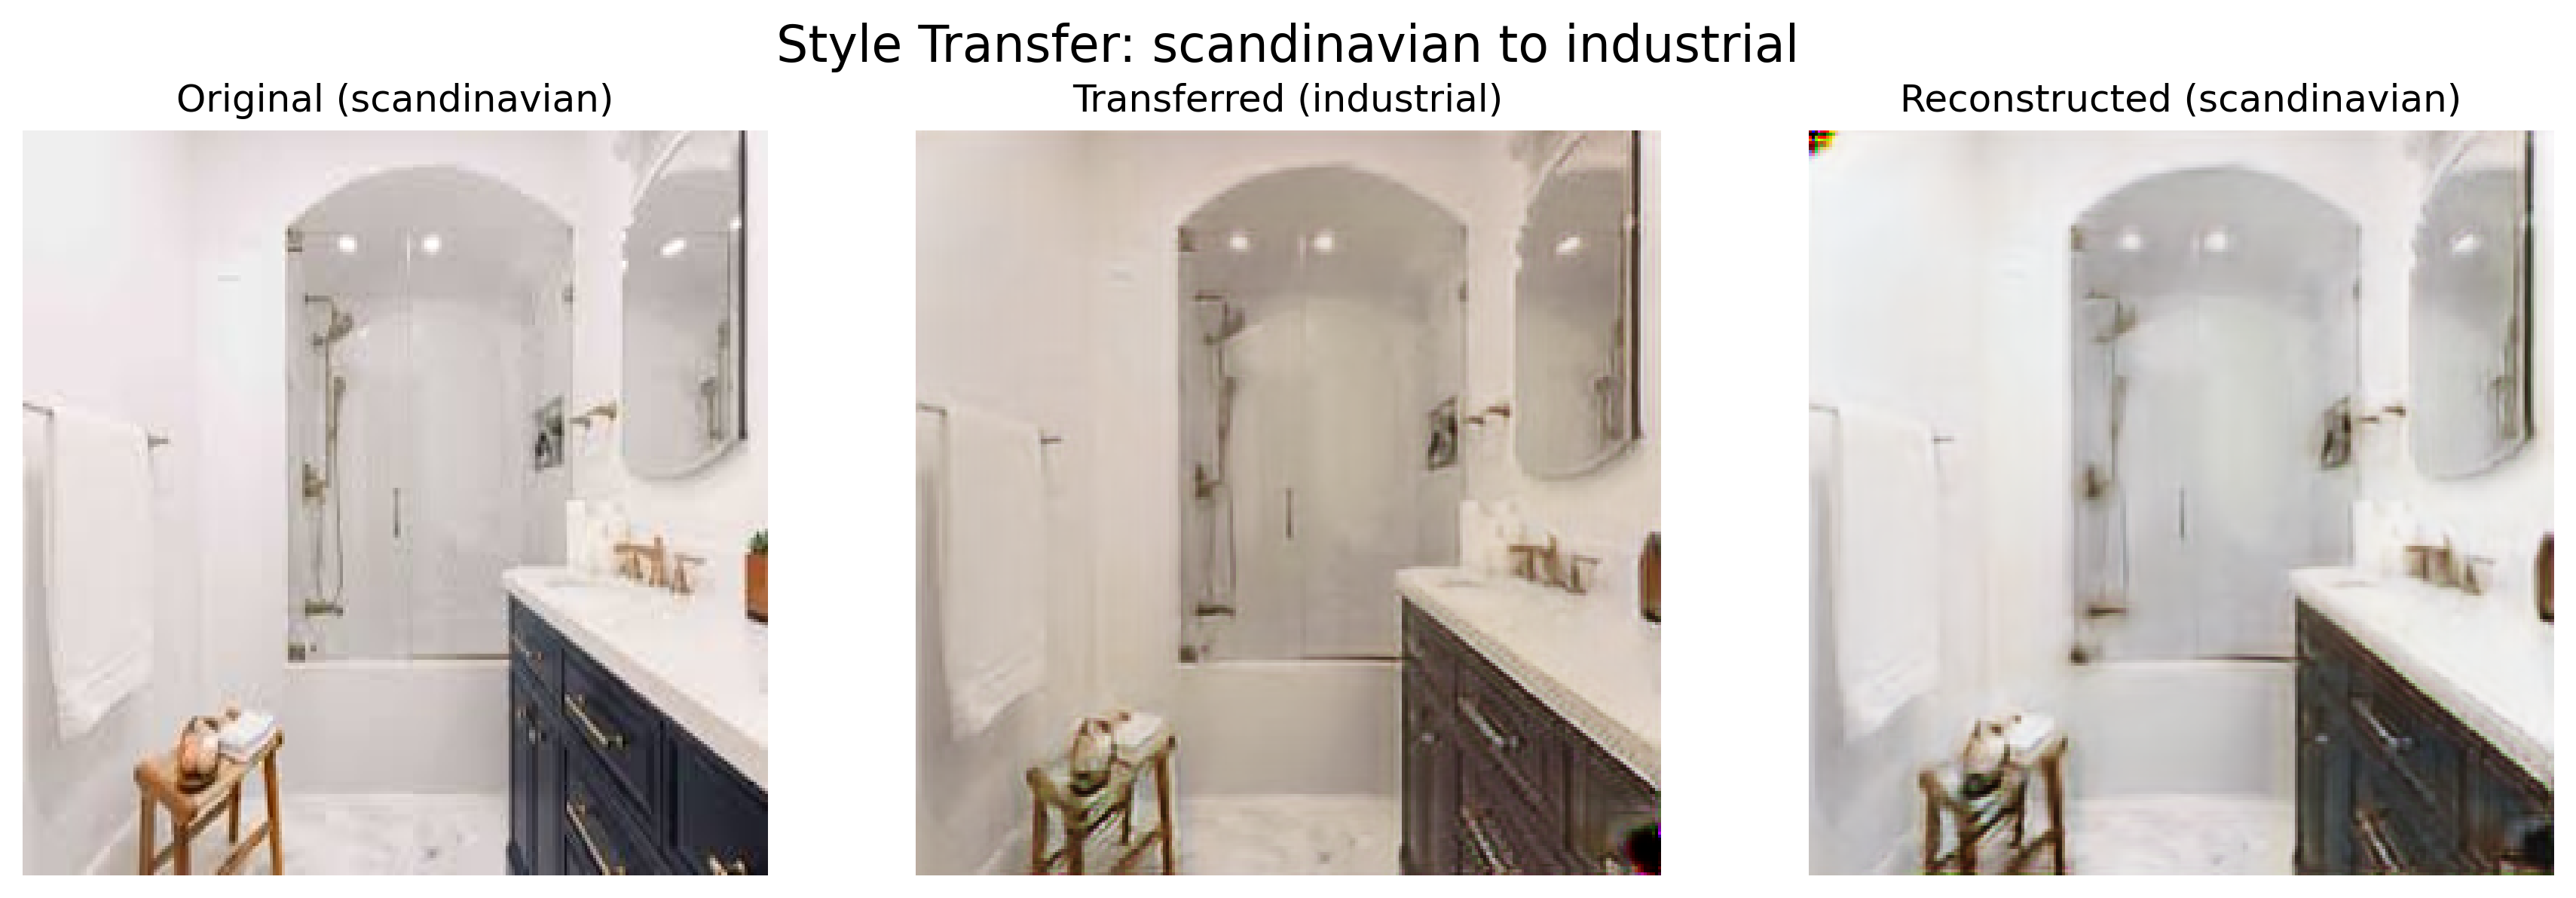 Style Transfer: scandinavian to industrial
Original (scandinavian)
Transferred (industrial)
Reconstructed (scandinavian)